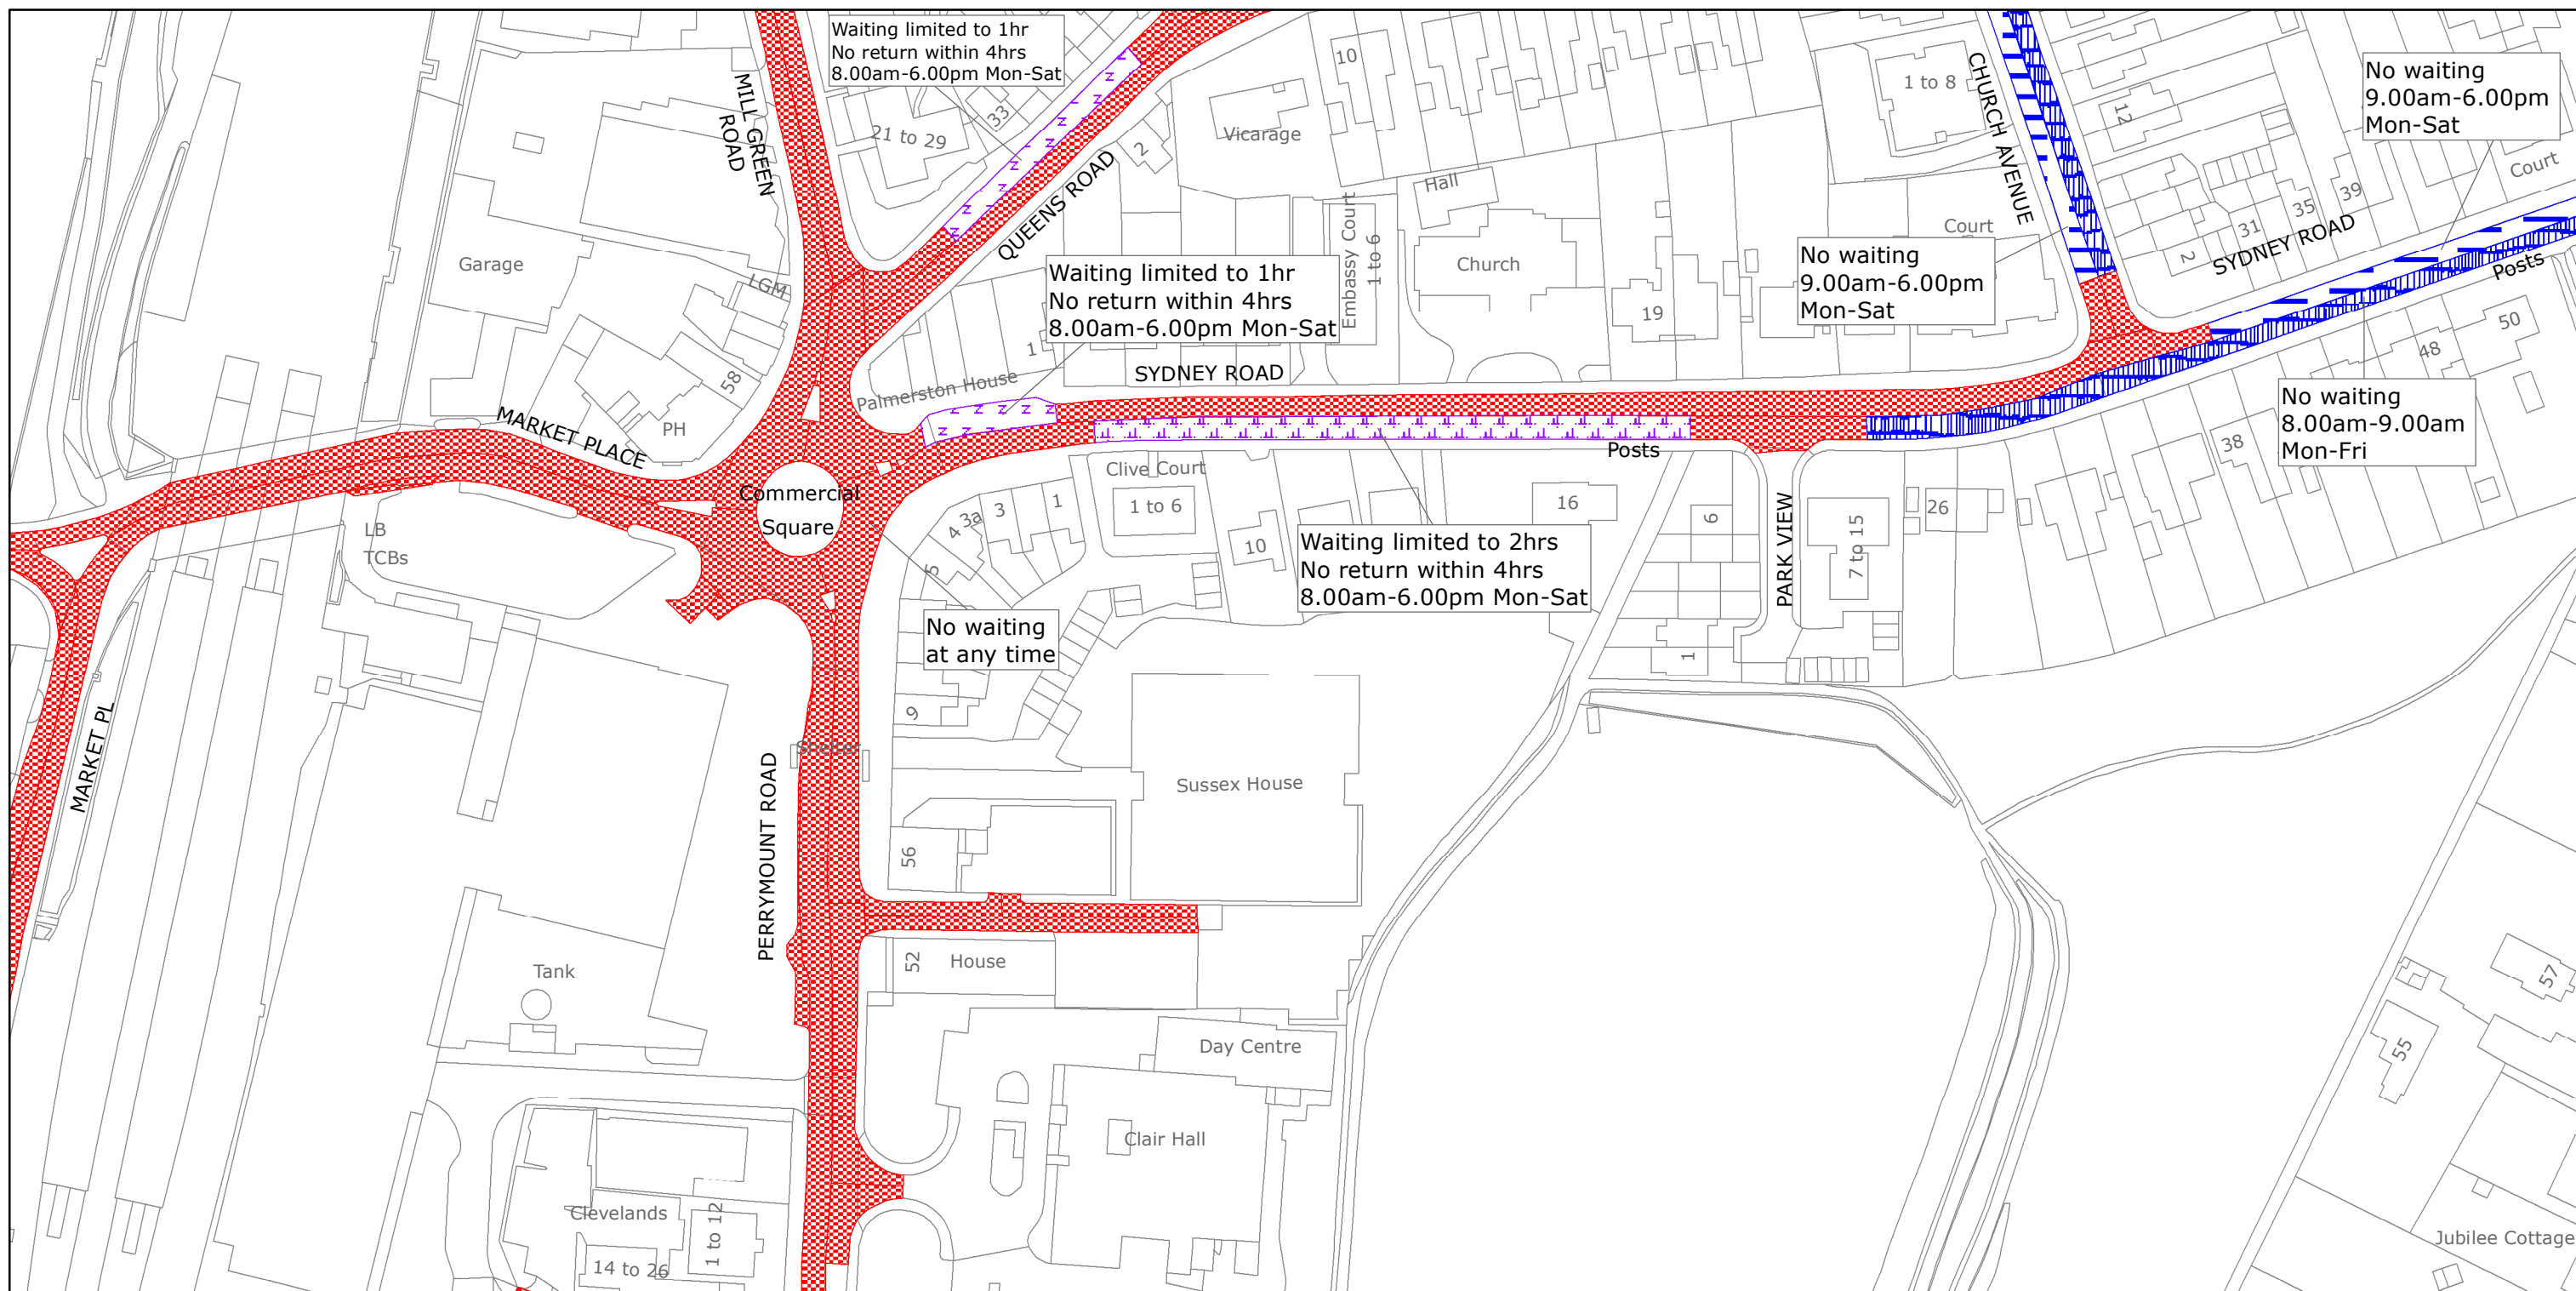 Waiting limited to 1hr
No return within 4hrs
8.00am-6.00pm Mon-Sat
MILL GREEN
ROAD
21 to 29
33
2
QUEENS ROAD
Vicarage
10
Hall
Church
Embassy Court
1 to 6
1 to 8
CHURCH AVENUE
12
No waiting
9.00am-6.00pm
Mon-Sat
Court
Court
No waiting
9.00am-6.00pm
Mon-Sat
2
31
35
39
SYDNEY ROAD
Posts
Garage
LGM
58
PH
MARKET PLACE
Waiting limited to 1hr
No return within 4hrs
8.00am-6.00pm Mon-Sat
1
Palmerston House
SYDNEY ROAD
19
50
48
38
No waiting
8.00am-9.00am
Mon-Fri
Commercial
Square
LB
TCBs
Clive Court
1 to 6
5
4
3a
3
1
10
16
Posts
6
1
PARK VIEW
7 to 15
26
Waiting limited to 2hrs
No return within 4hrs
8.00am-6.00pm Mon-Sat
No waiting
at any time
9
Shelter
MARKET PL
PERRYMOUNT ROAD
Sussex House
56
52
House
Tank
Day Centre
Clair Hall
Clevelands
1 to 12
14 to 26
57
55
Jubilee Cottage